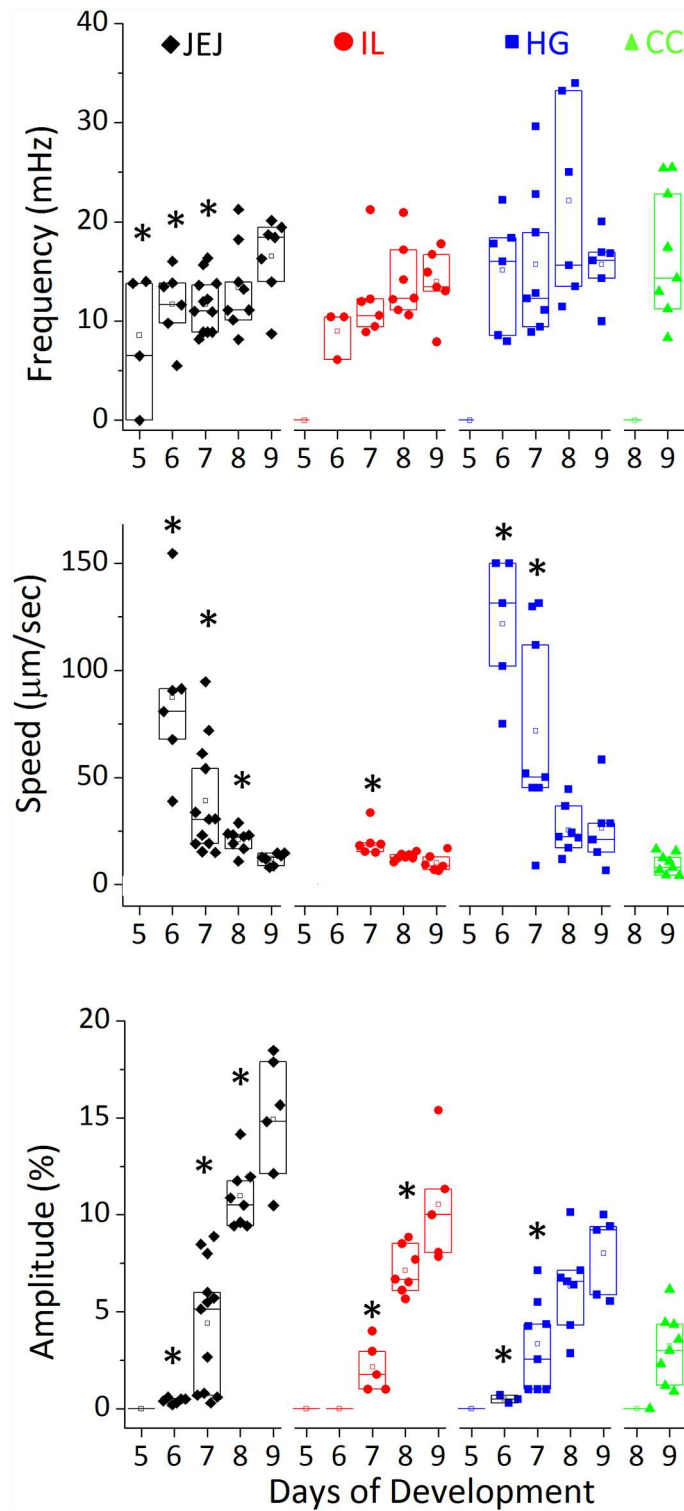 JEJ IL HG CC
Frequency (mHz)
40
30
20
10
0
* * *
5 6 7 8 9 5 6 7 8 9 5 6 7 8 9 8 9
Speed (μm/sec)
150
100
50
0
* * * * * *
5 6 7 8 9 5 6 7 8 9 5 6 7 8 9 8 9
Amplitude (%)
20
15
10
5
0
* * * * * * *
5 6 7 8 9 5 6 7 8 9 5 6 7 8 9 8 9
Days of Development